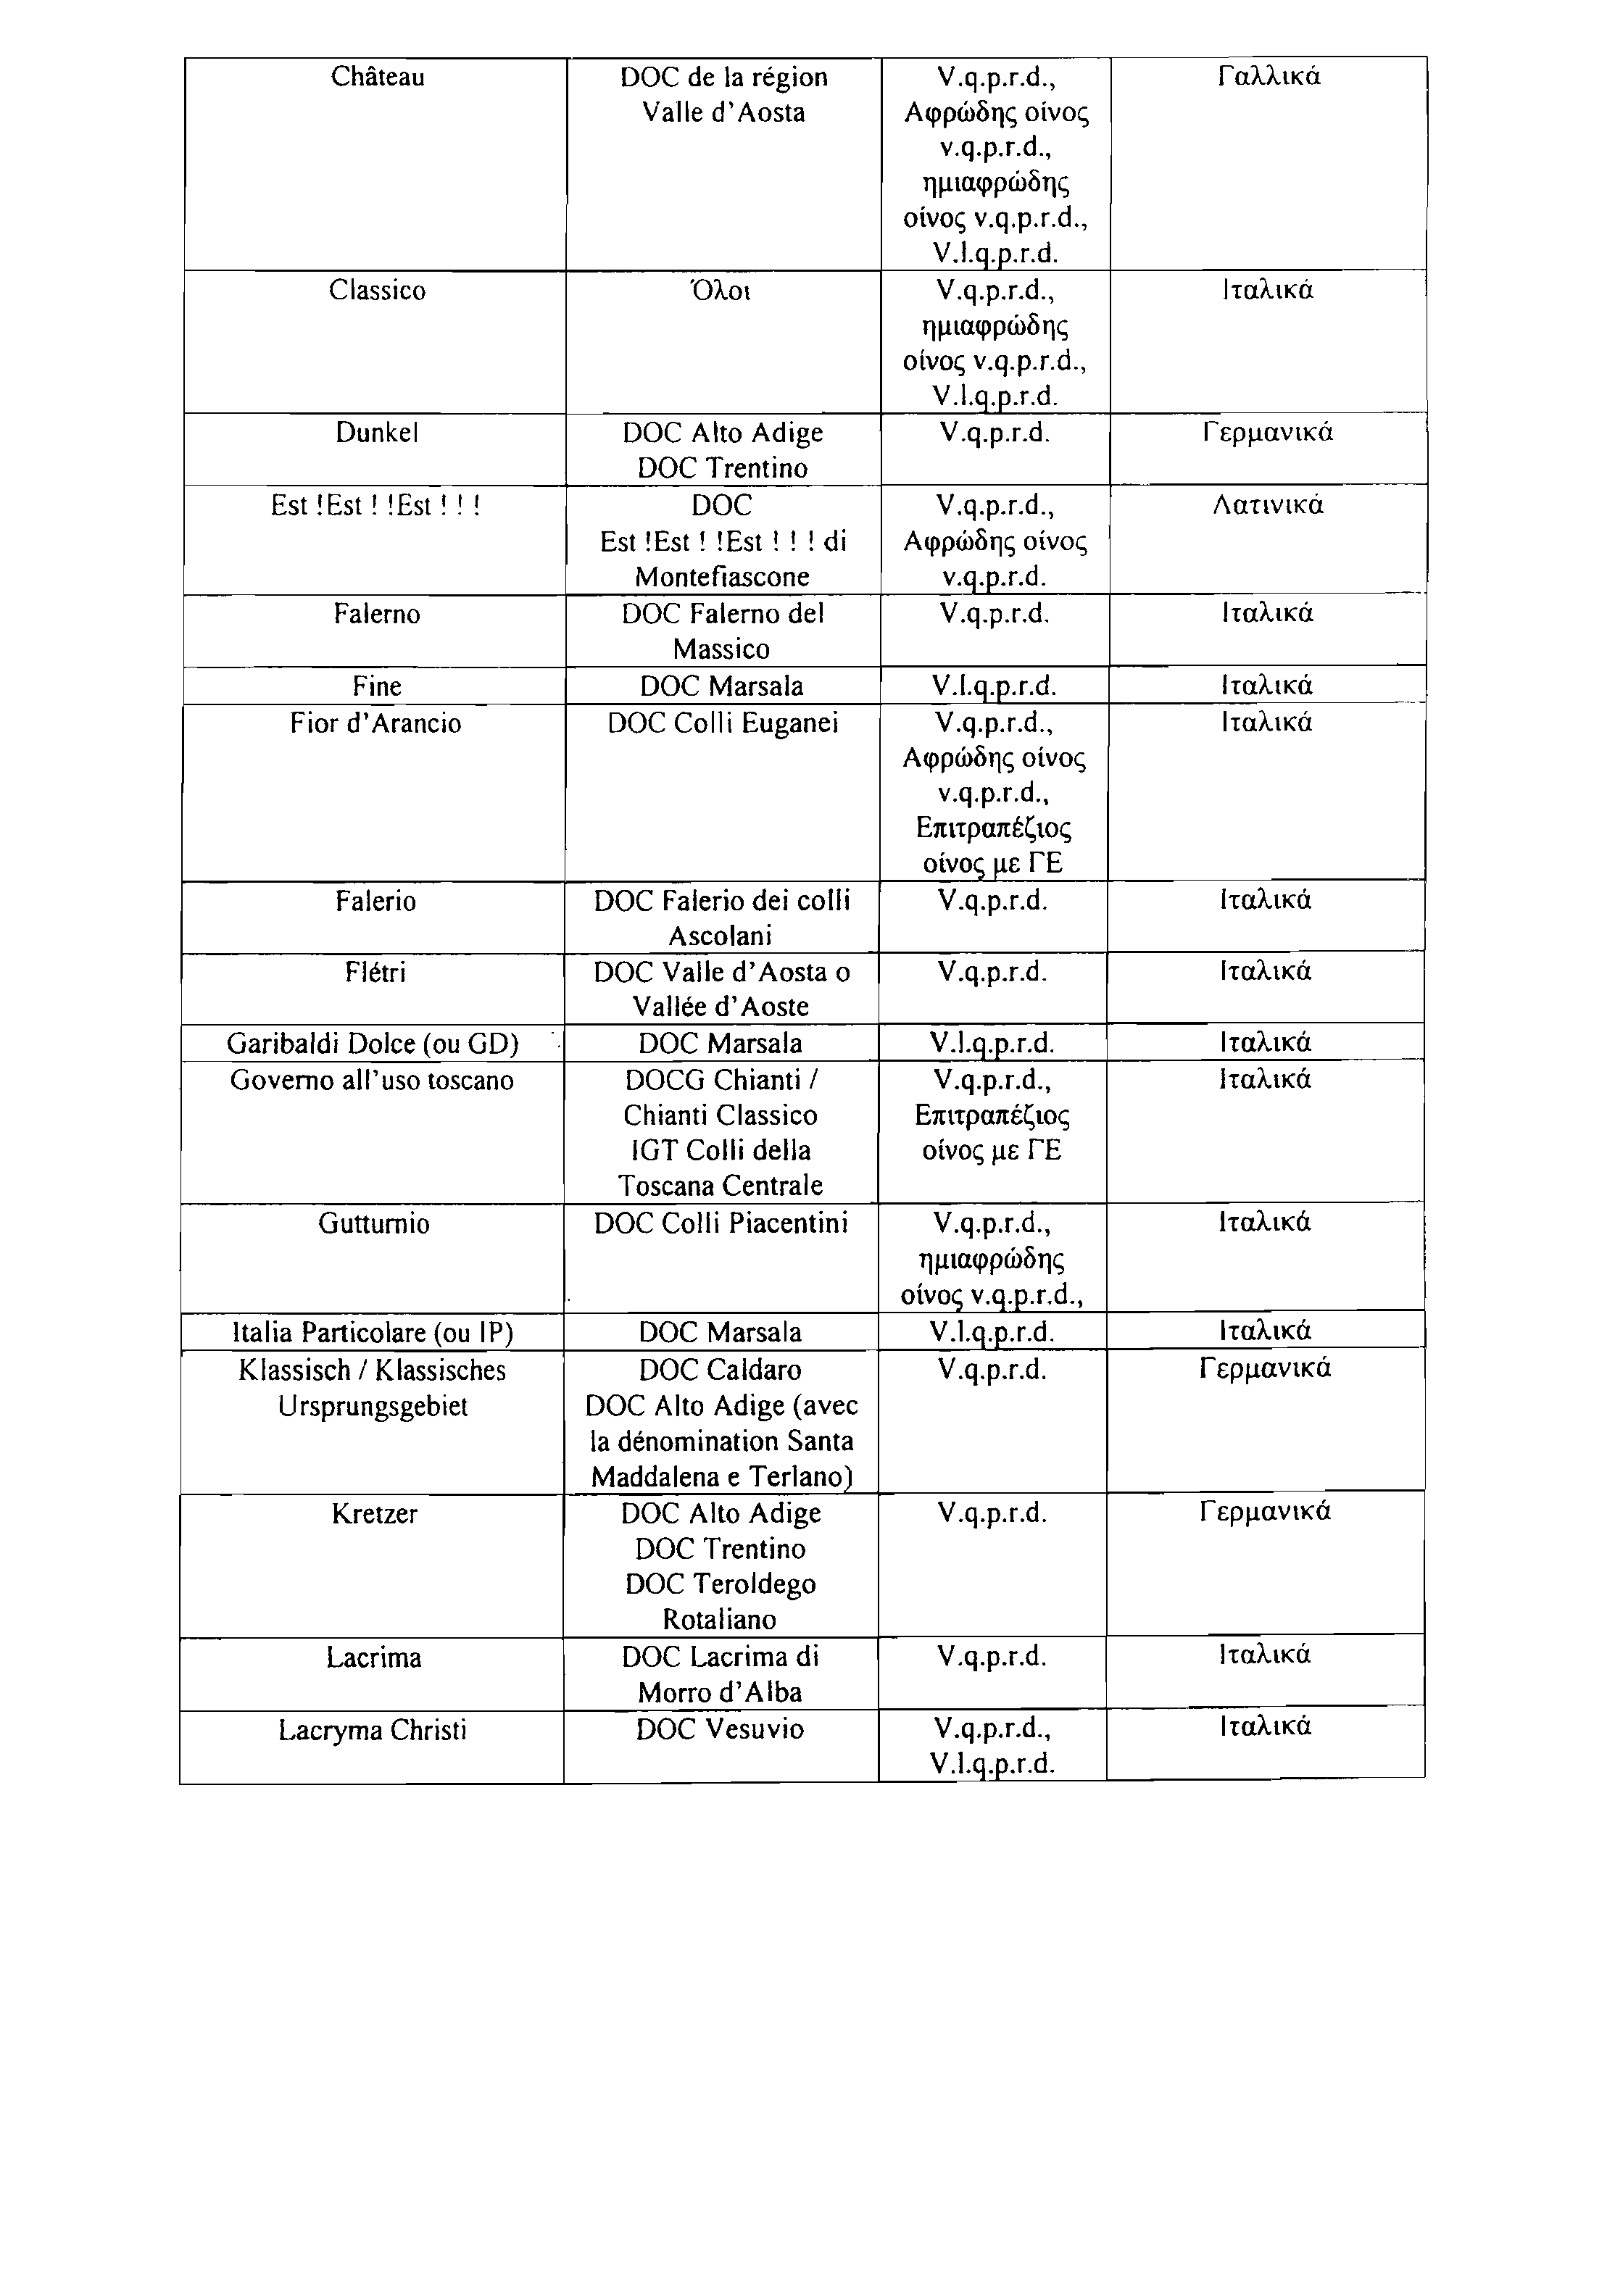 Château DOC de la région V.q.p.r.d., Γαλλικά
Valle d'Aosta Αφρώδης οίνος
v.q.p.r.d.,
ημιαφρώδης
οίνος v.q.p.r.d.,
V.l.q.p.r.d.
Classico Όλοι V.q.p.r.d., Ιταλικά
ημιαφρώδης
οίνος v.q.p.r.d.,
V.l.q.p.r.d.
Dunkel DOC Alto Adige V.q.p.r.d. Γερμανικά
DOC Trentino
Est !Est ! !Est ! ! ! DOC V.q.p.r.d., Λατινικά
Est !Est ! !Est ! ! ! di Αφρώδης οίνος
Montefiascone v.q.p.r.d.
Falerno DOC Falerno del V.q.p.r.d. Ιταλικά
Massico
Fine DOC Marsala V.l.q.p.r.d. Ιταλικά
Fior d'Arancio DOC Colli Euganei V.q.p.r.d., Ιταλικά
Αφρώδης οίνος
v.q.p.r.d.,
Επιτραπέζιος
οίνος με ΓΕ
Falerio DOC Falerio dei colli V.q.p.r.d. Ιταλικά
Ascolani
Flétri DOC Valle d'Aosta o V.q.p.r.d. Ιταλικά
Vallée d'Aoste
Garibaldi Dolce (ou GD) DOC Marsala V.l.q.p.r.d. Ιταλικά
Governo all'uso toscano DOCG Chianti / V.q.p.r.d., Ιταλικά
Chianti Classico Επιτραπέζιος
IGT Colli della οίνος με ΓΕ
Toscana Centrale
Gutturnio DOC Colli Piacentini V.q.p.r.d., Ιταλικά
ημιαφρώδης
οίνος v.q.p.r.d.,
Italia Particolare (ou IP) DOC Marsala V.l.q.p.r.d. Ιταλικά
Klassisch / Klassisches DOC Caldaro V.q.p.r.d. Γερμανικά
Ursprungsgebiet DOC Alto Adige (avec
la dénomination Santa
Maddalena e Terlano)
Kretzer DOC Alto Adige V.q.p.r.d. Γερμανικά
DOC Trentino
DOC Teroldego
Rotaliano
Lacrima DOC Lacrima di V.q.p.r.d. Ιταλικά
Morro d'Alba
Lacryma Christi DOC Vesuvio V.q.p.r.d., Ιταλικά
V.l.q.p.r.d.